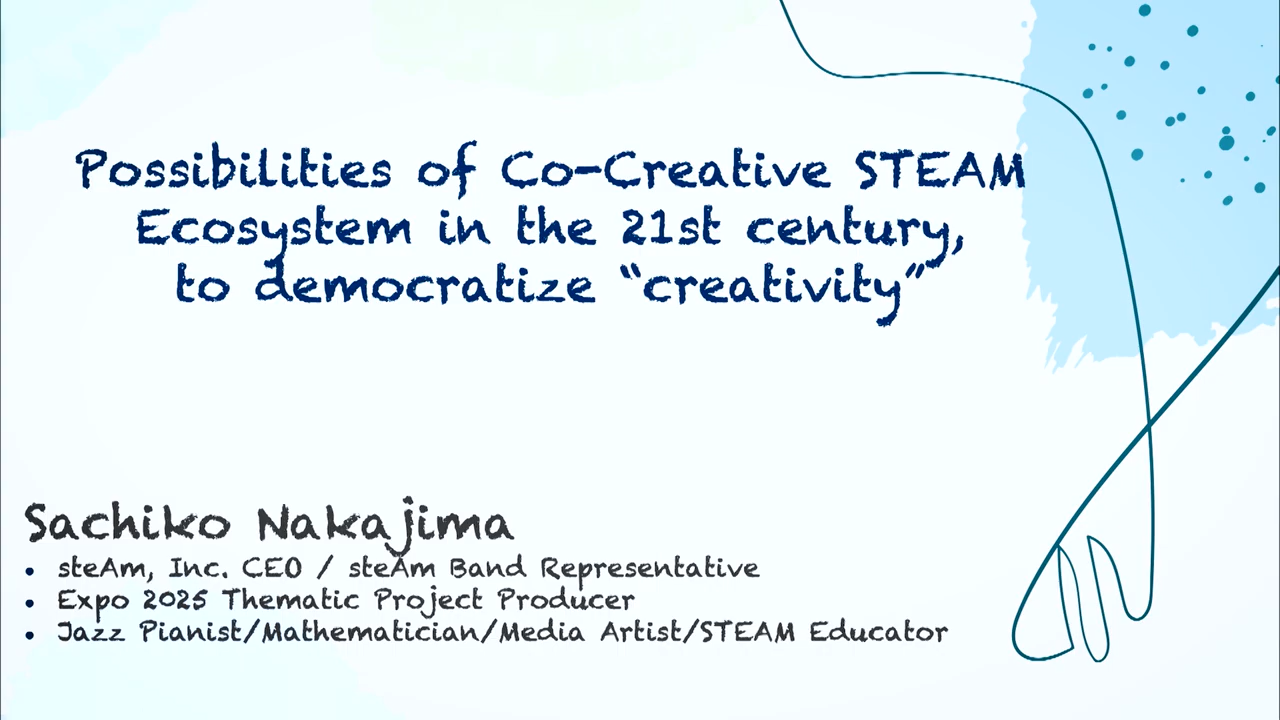 Possibilities of Co-Creative STEAM
Ecosystem in the 21st century,
to democratize “creativity”
Sachiko Nakajima
• steAm, Inc. CEO / steAm Band Representative
• Expo 2025 Thematic Project Producer
• Jazz Pianist/Mathematician/Media Artist/STEAM Educator